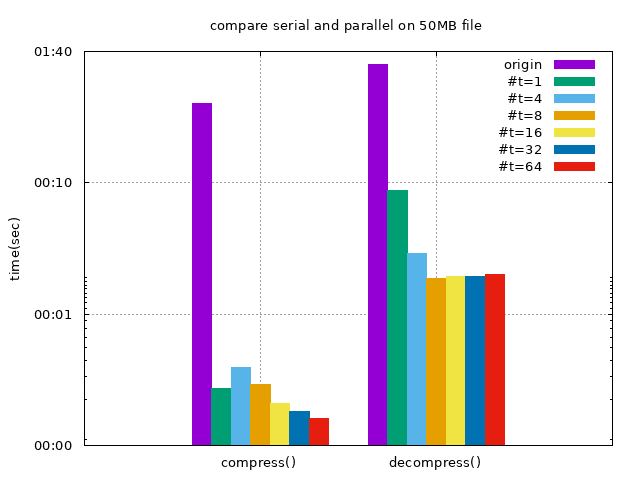 compare serial and parallel on 50MB file
01:40
00:10
00:01
00:00
time(sec)
origin
#t=1
#t=4
#t=8
#t=16
#t=32
#t=64
compress()
decompress()